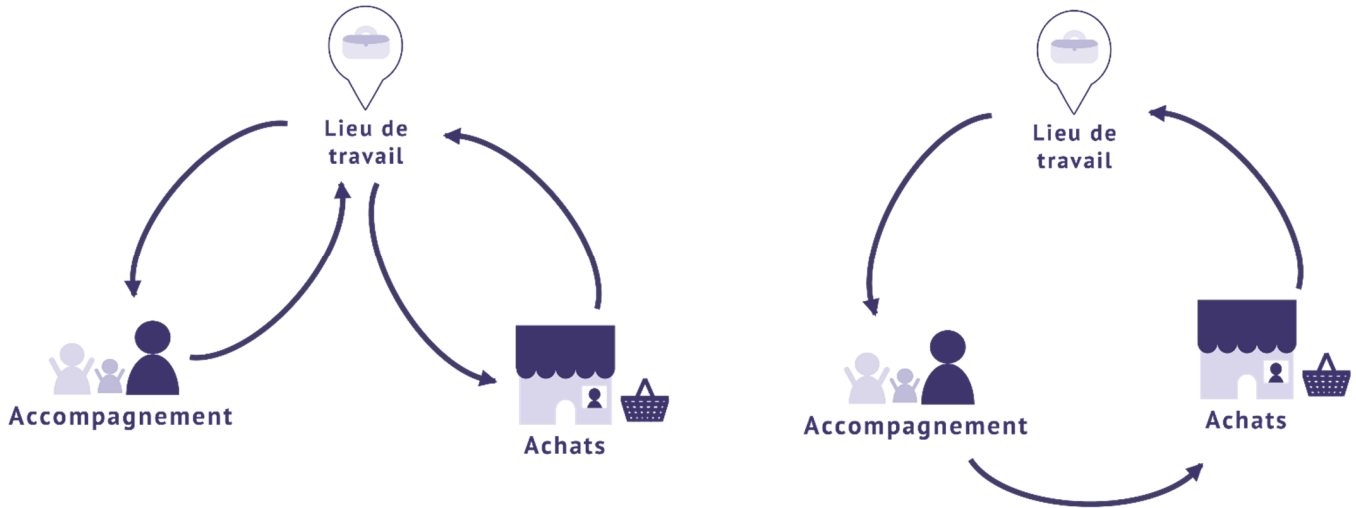 Lieu de
travail
Accompagnement
Achats
Lieu de
travail
Accompagnement
Achats